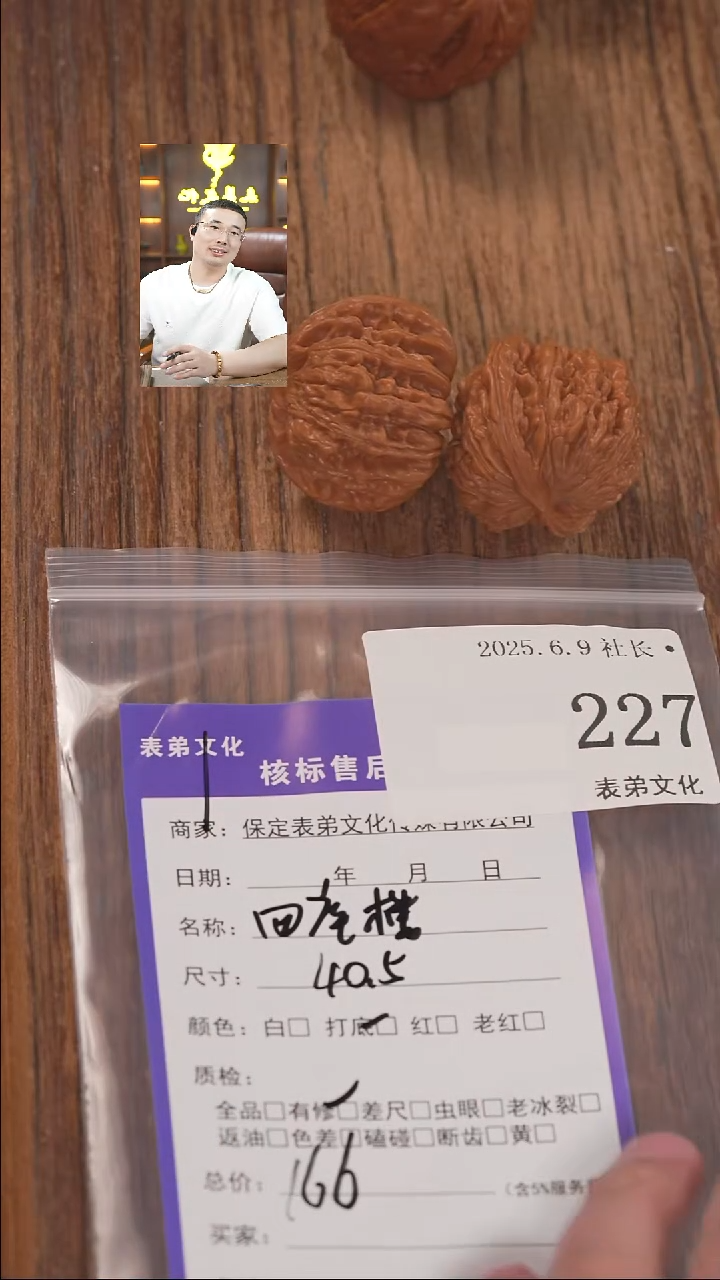 2025.6.9 社长 •
227
表弟文化
表弟文化
核标售后
商家：保定表弟文化传媒有限公司
日期： 年 月 日
名称：四座楼
尺寸：40.5
颜色：白□ 打底□ 红□ 老红□
质检：
全品□有修□差尺□虫眼□老冰裂□
返油□色差□磕碰□断齿□黄□
总价：166 （含5%服务
买家：